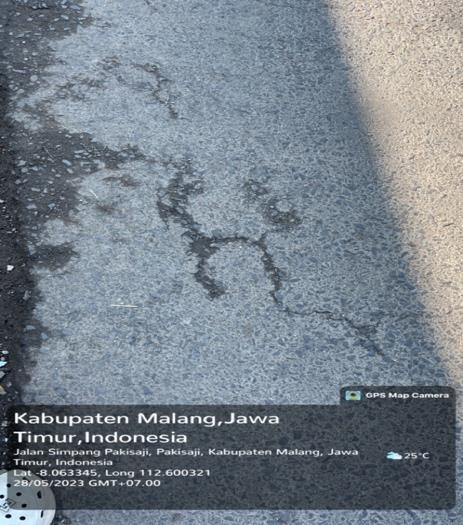 GPS Map Camera
Kabupaten Malang,Jawa
Timur,Indonesia
Jalan Simpang Pakisaji, Pakisaji, Kabupaten Malang, Jawa
Timur, Indonesia
Lat -8.063345, Long 112.600321
28/05/2023 GMT+07.00
25°C